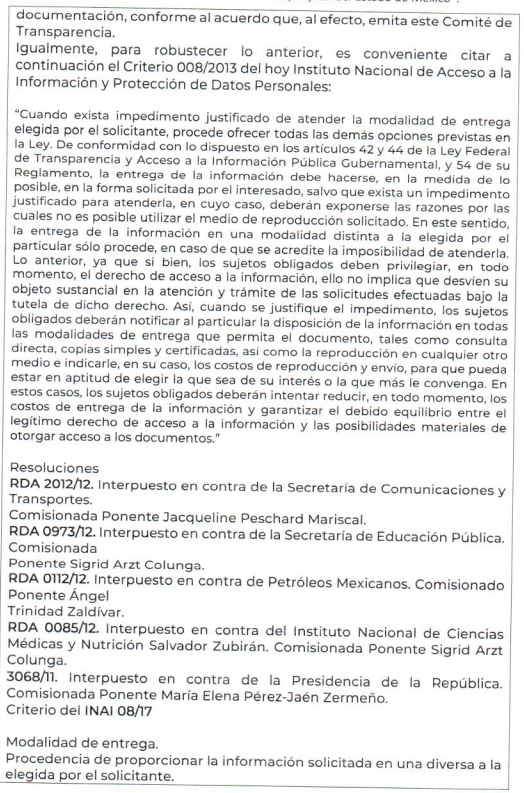 documentación, conforme al acuerdo que, al efecto, emita este Comité de
Transparencia.
Igualmente, para robustecer lo anterior, es conveniente citar a
continuación el Criterio 008/2013 del hoy Instituto Nacional de Acceso a la
Información y Protección de Datos Personales:
“Cuando exista impedimento justificado de atender la modalidad de entrega
elegida por el solicitante, procede ofrecer todas las demás opciones previstas en
la Ley. De conformidad con lo dispuesto en los artículos 42 y 44 de la Ley Federal
de Transparencia y Acceso a la Información Pública Gubernamental, y 54 de su
Reglamento, la entrega de la información debe hacerse, en la medida de lo
posible, en la forma solicitada por el interesado, salvo que exista un impedimento
justificado para atenderla, en cuyo caso, deberán exponerse las razones por las
cuales no es posible utilizar el medio de reproducción solicitado. En este sentido,
la entrega de la información en una modalidad distinta a la elegida por el
particular sólo procede, en caso de que se acredite la imposibilidad de atenderla.
Lo anterior, ya que si bien, los sujetos obligados deben privilegiar, en todo
momento, el derecho de acceso a la información, ello no implica que desvíen su
objeto sustancial en la atención y trámite de las solicitudes efectuadas bajo la
tutela de dicho derecho. Así, cuando se justifique el impedimento, los sujetos
obligados deberán notificar al particular la disposición de la información en todas
las modalidades de entrega que permita el documento, tales como consulta
directa, copias simples y certificadas, así como la reproducción en cualquier otro
medio e indicarle, en su caso, los costos de reproducción y envío, para que pueda
estar en aptitud de elegir la que sea de su interés o la que más le convenga. En
estos casos, los sujetos obligados deberán intentar reducir, en todo momento, los
costos de entrega de la información y garantizar el debido equilibrio entre el
legítimo derecho de acceso a la información y las posibilidades materiales de
otorgar acceso a los documentos.”
Resoluciones
RDA 2012/12. Interpuesto en contra de la Secretaría de Comunicaciones y
Transportes.
Comisionada Ponente Jacqueline Peschard Mariscal.
RDA 0973/12. Interpuesto en contra de la Secretaría de Educación Pública.
Comisionada
Ponente Sigrid Arzt Colunga.
RDA 0112/12. Interpuesto en contra de Petróleos Mexicanos. Comisionado
Ponente Ángel
Trinidad Zaldívar.
RDA 0085/12. Interpuesto en contra del Instituto Nacional de Ciencias
Médicas y Nutrición Salvador Zubirán. Comisionada Ponente Sigrid Arzt
Colunga.
3068/11. Interpuesto en contra de la Presidencia de la República.
Comisionada Ponente María Elena Pérez-Jaén Zermeño.
Criterio del INAI 08/17
Modalidad de entrega.
Procedencia de proporcionar la información solicitada en una diversa a la
elegida por el solicitante.